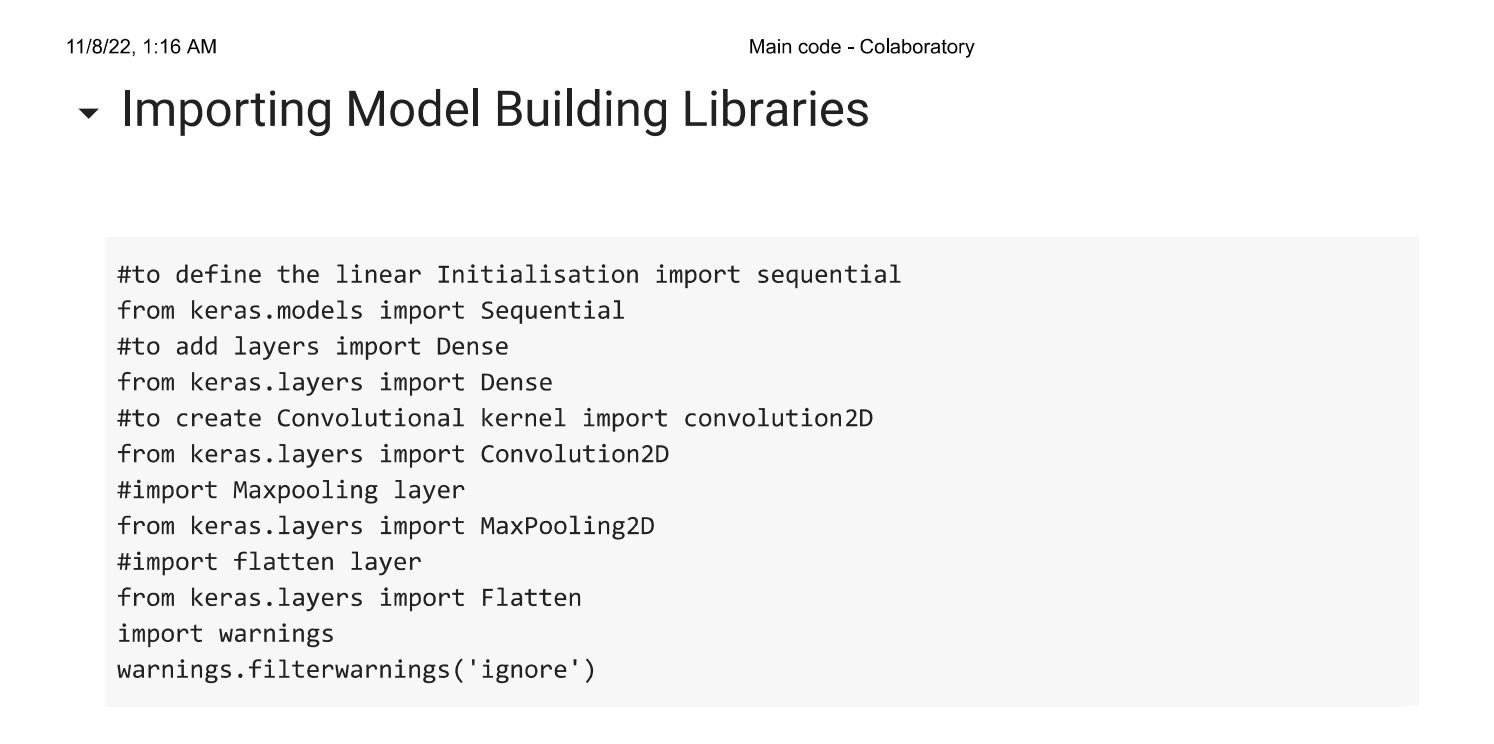 11/8/22, 1:16 AM
Main code - Colaboratory
Importing Model Building Libraries
#to define the linear Initialisation import sequential
from keras.models import Sequential
#to add layers import Dense
from keras.layers import Dense
#to create Convolutional kernel import convolution2D
from keras.layers import Convolution2D
#import Maxpooling layer
from keras.layers import MaxPooling2D
#import flatten layer
from keras.layers import Flatten
import warnings
warnings.filterwarnings('ignore')